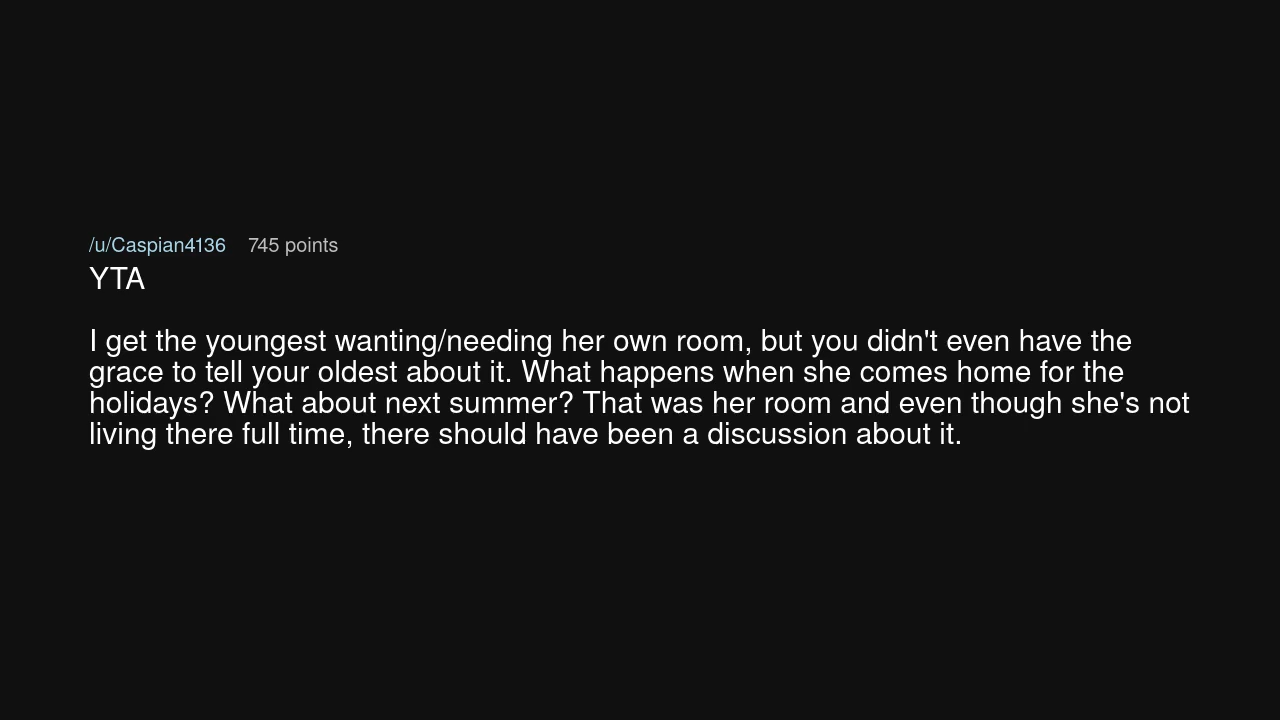 /u/Caspian4136 745 points
YTA
I get the youngest wanting/needing her own room, but you didn't even have the
grace to tell your oldest about it. What happens when she comes home for the
holidays? What about next summer? That was her room and even though she's not
living there full time, there should have been a discussion about it.